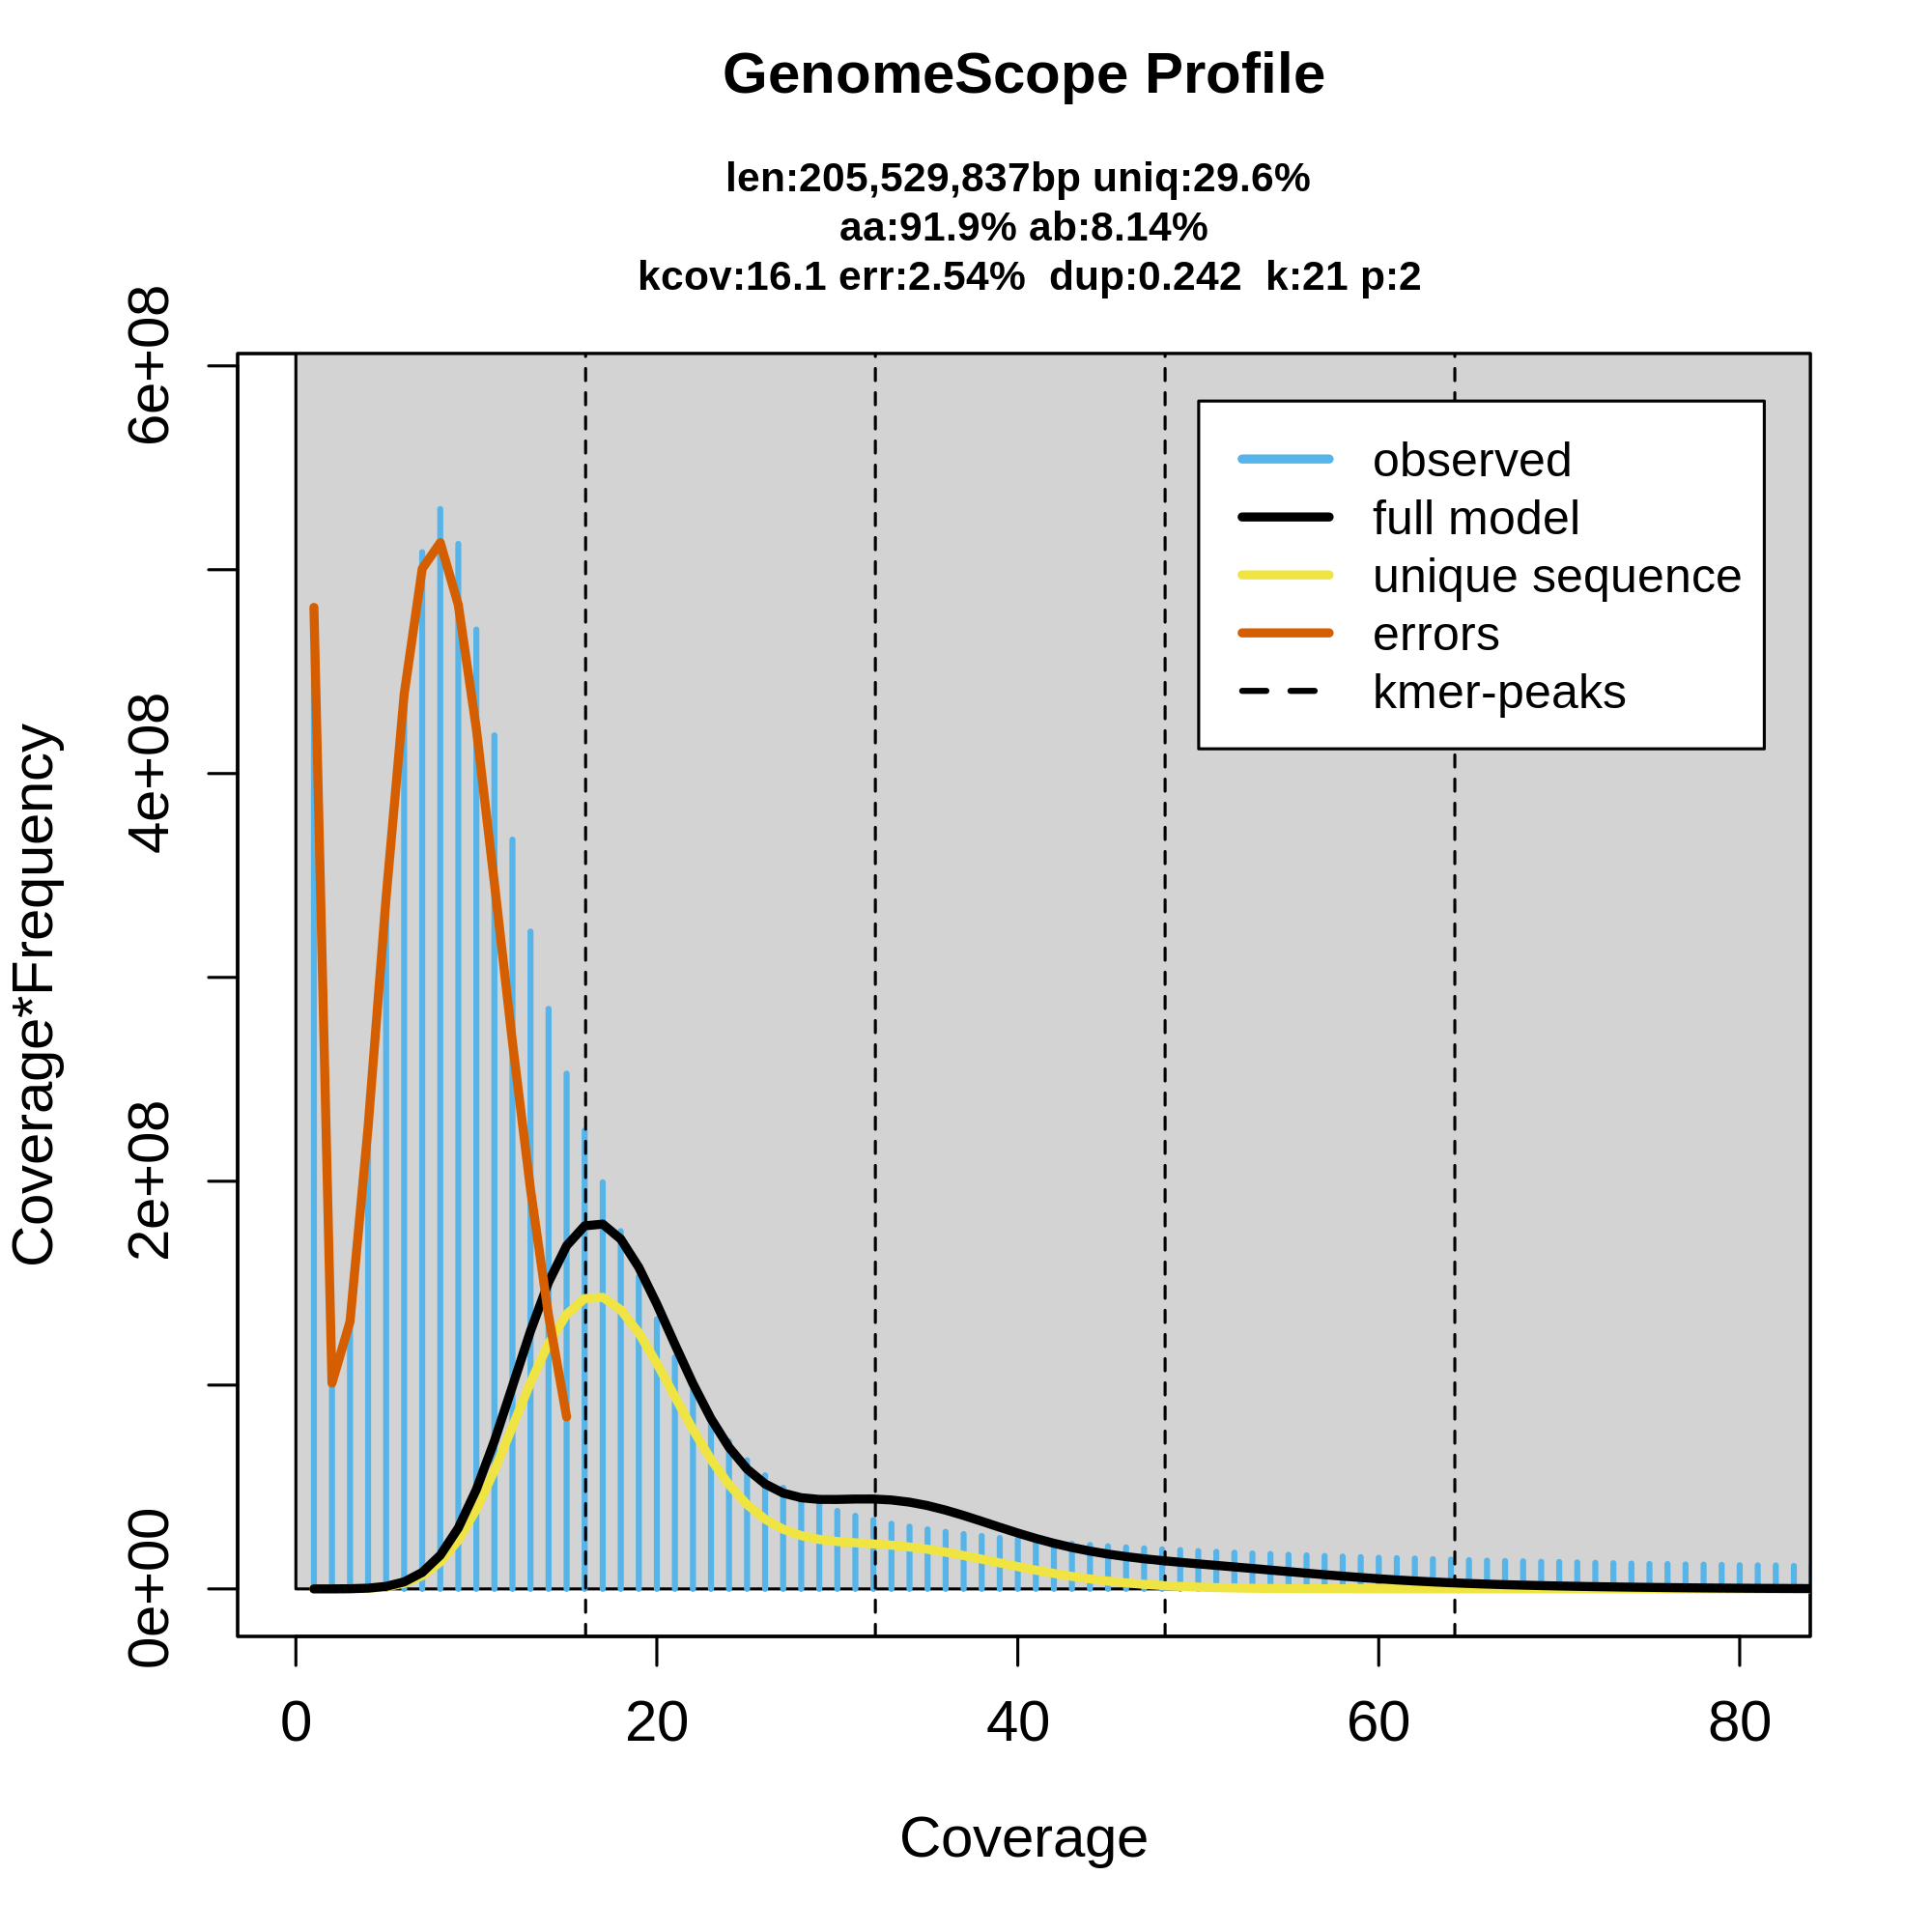 GenomeScope Profile
len:205,529,837bp uniq:29.6%
aa:91.9% ab:8.14%
kcov:16.1 err:2.54%  dup:0.242  k:21 p:2
observed
full model
unique sequence
errors
kmer-peaks
Coverage*Frequency
6e+08
4e+08
2e+08
0e+00
0 20 40 60 80
Coverage